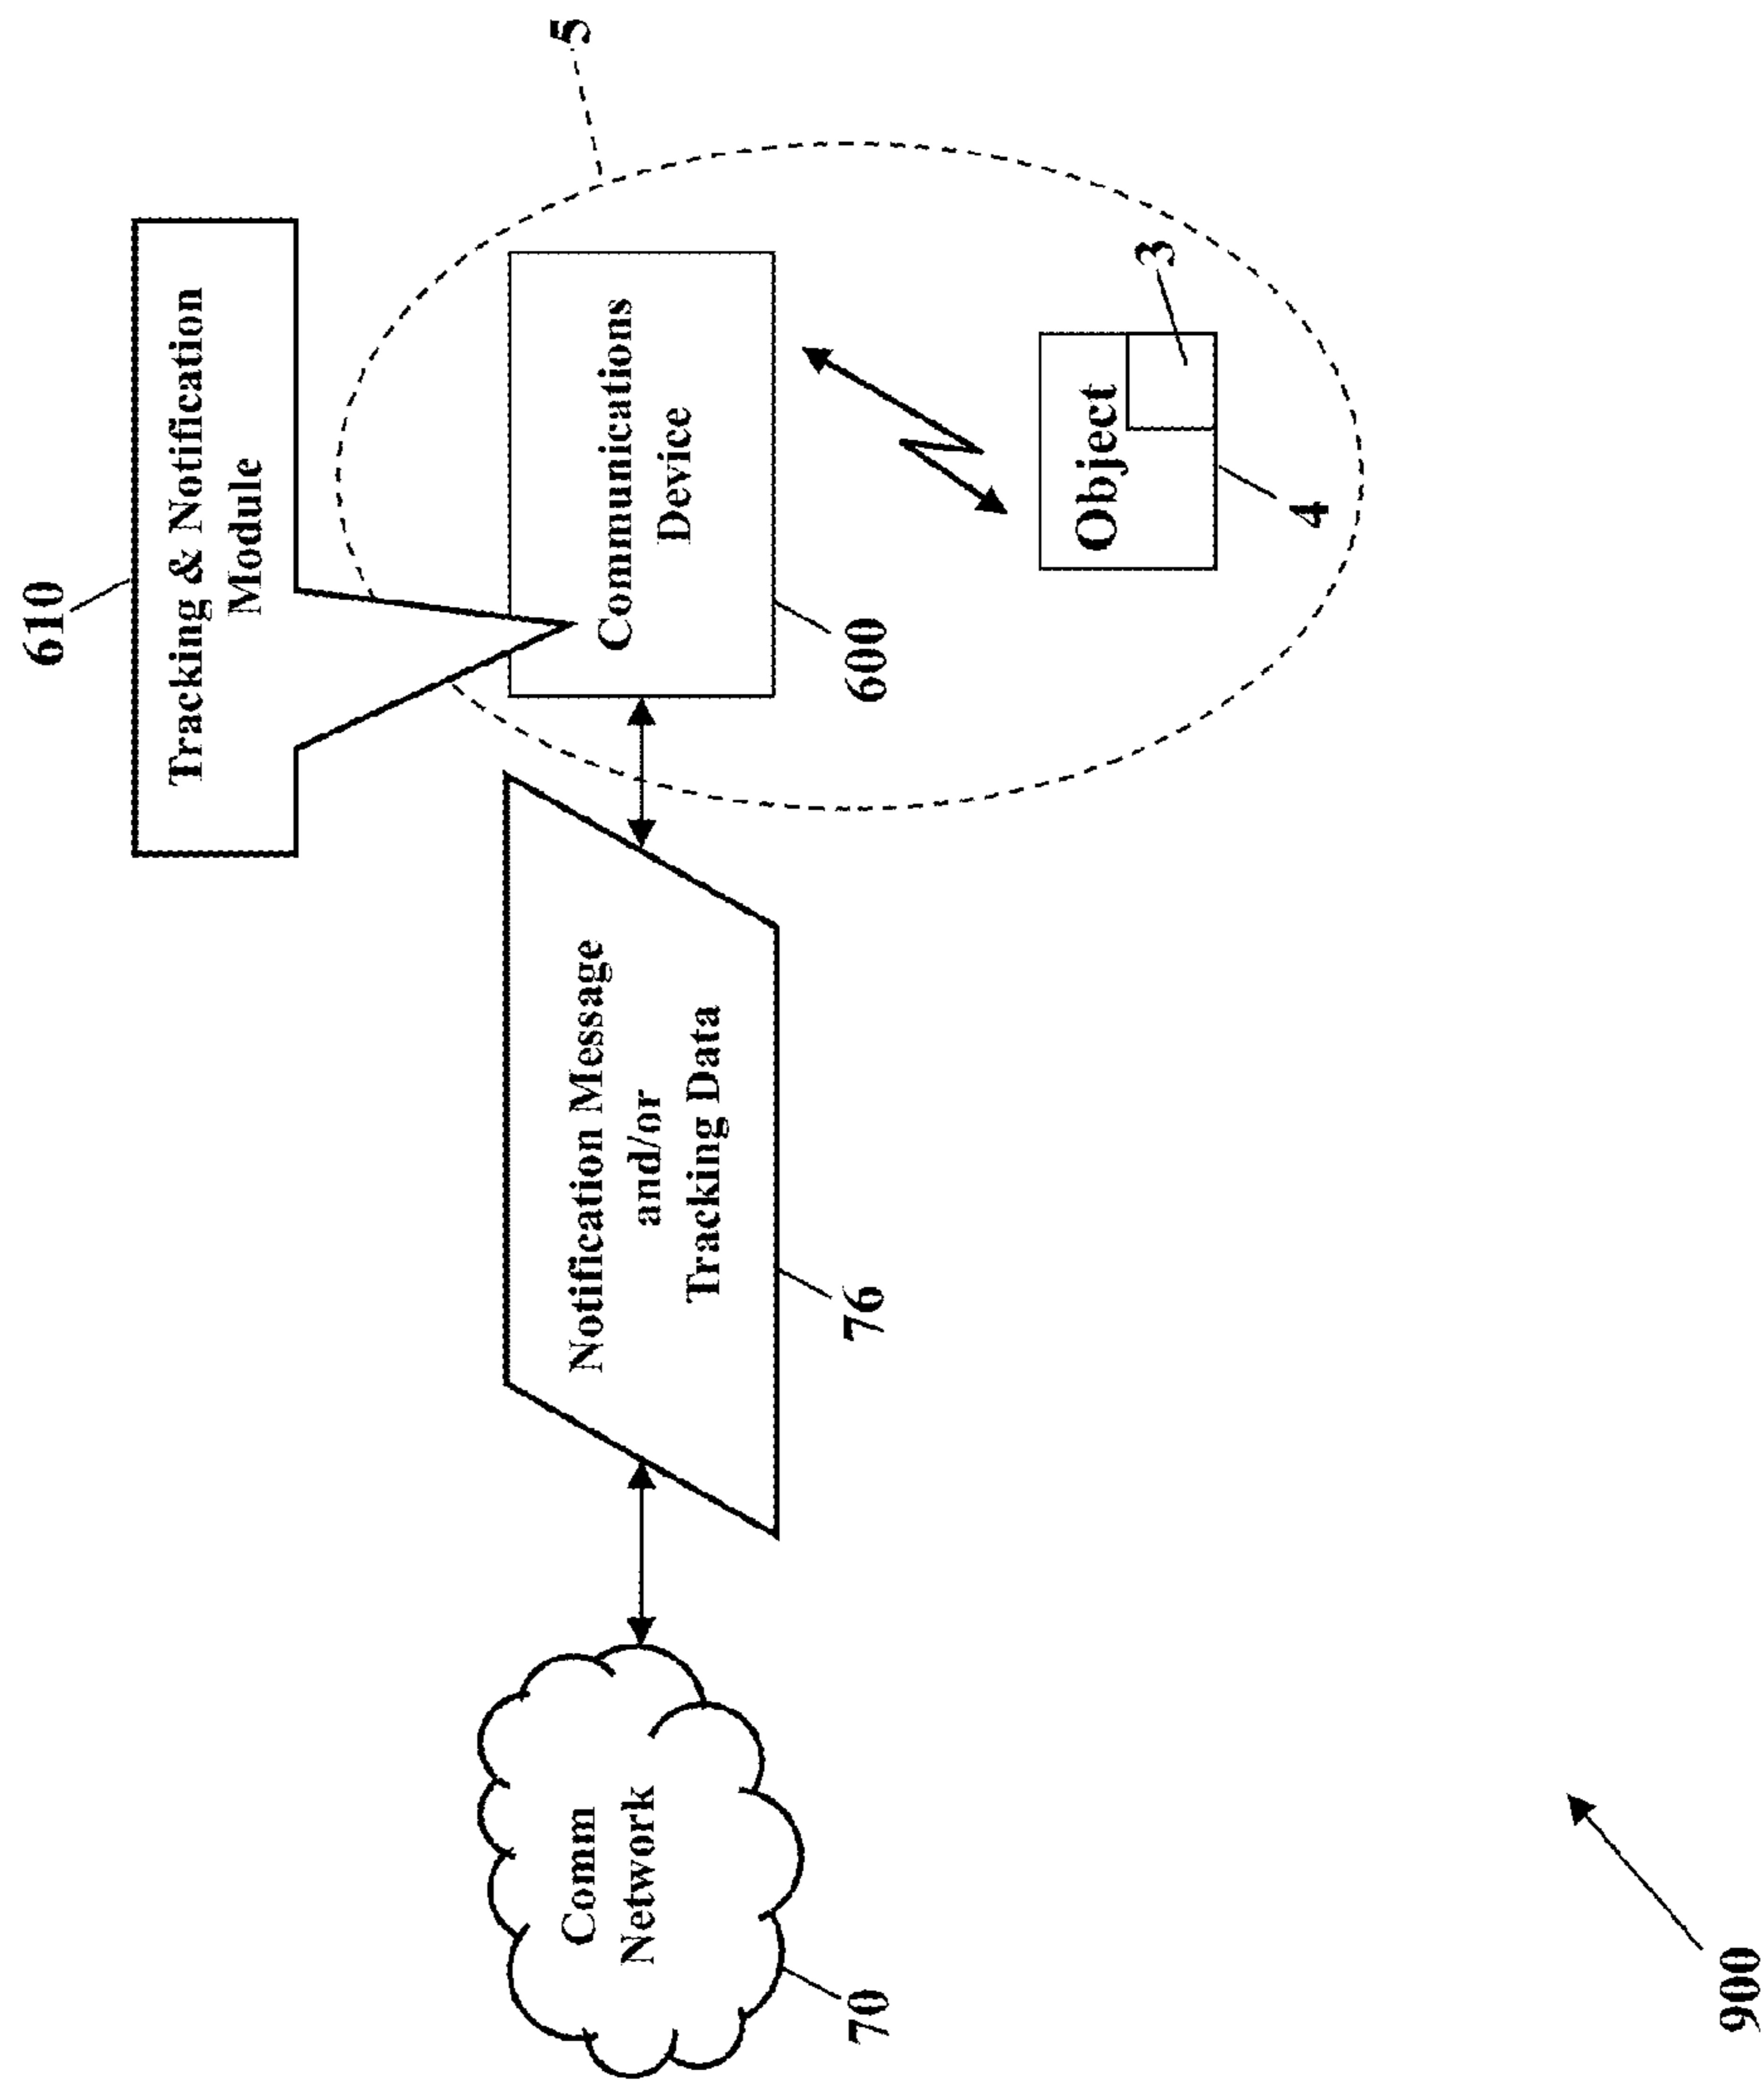 610
Tracking & Notification
Module
5
Communications
Device
600
Object
3
4
Notification Message
and/or
Tracking Data
76
Comm
Network
70
900